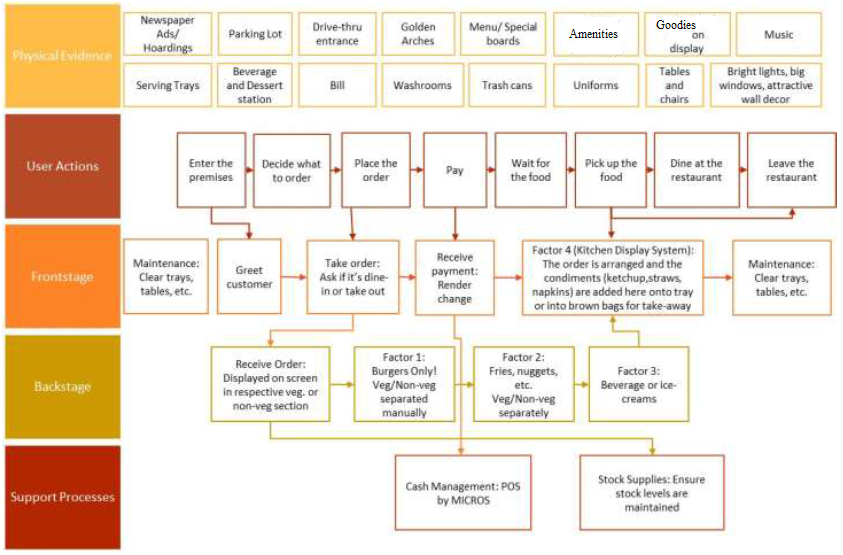 Physical Evidence
Newspaper
Ads/
Hoardings
Parking Lot
Drive-thru
entrance
Golden
Arches
Menu/ Special
boards
Amenities
Goodies
on
display
Music
Serving Trays
Beverage
and Dessert
station
Bill
Washrooms
Trash cans
Uniforms
Tables
and
chairs
Bright lights, big
windows, attractive
wall decor
User Actions
Enter the
premises
Decide what
to order
Place the
order
Pay
Wait for
the food
Pick up the
food
Dine at the
restaurant
Leave the
restaurant
Frontstage
Maintenance:
Clear trays,
tables, etc.
Greet
customer
Take order:
Ask if it's dine-
in or take out
Receive
payment:
Render
change
Factor 4 (Kitchen Display System):
The order is arranged and the
condiments (ketchup,straws,
napkins) are added here onto tray
or into brown bags for take-away
Maintenance:
Clear trays,
tables, etc.
Backstage
Receive Order:
Displayed on screen
in respective veg. or
non-veg section
Factor 1:
Burgers Only!
Veg/Non-veg
separated
manually
Factor 2:
Fries, nuggets,
etc.
Veg/Non-veg
separately
Factor 3:
Beverage or ice-
creams
Support Processes
Cash Management: POS
by MICROS
Stock Supplies: Ensure
stock levels are
maintained